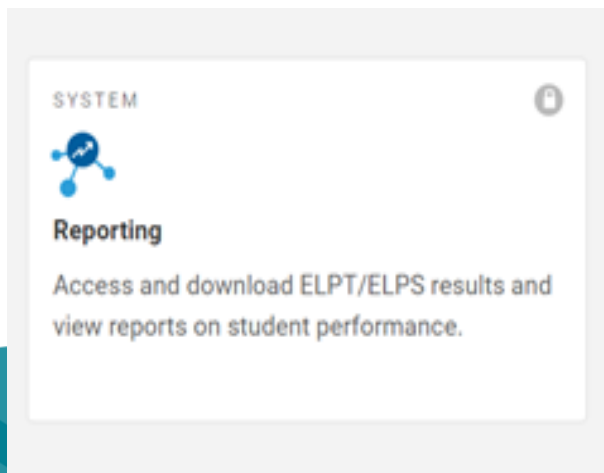 SYSTEM
Reporting
Access and download ELPT/ELPS results and
view reports on student performance.